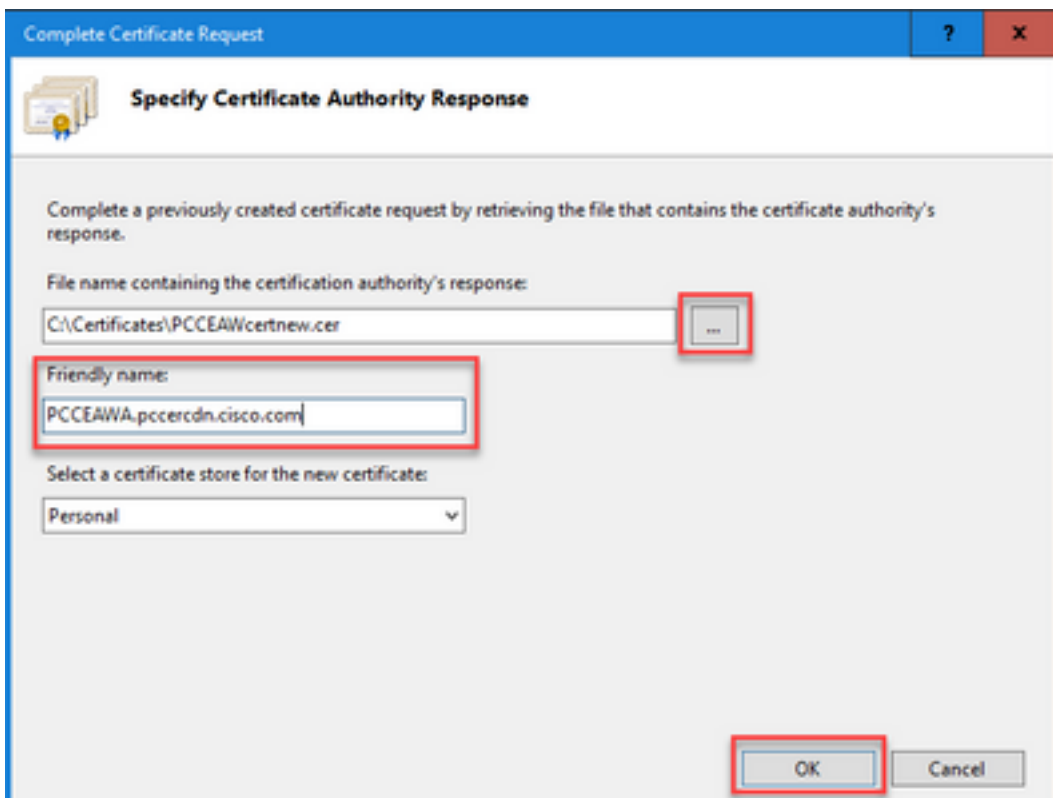 Complete Certificate Request
?
x
Specify Certificate Authority Response
Complete a previously created certificate request by retrieving the file that contains the certificate authority's
response.
File name containing the certification authority's response:
C:\Certificates\PCCEAWcertnew.cer
...
Friendly name:
PCCEAWA.pccercdn.cisco.com
Select a certificate store for the new certificate:
Personal
OK
Cancel